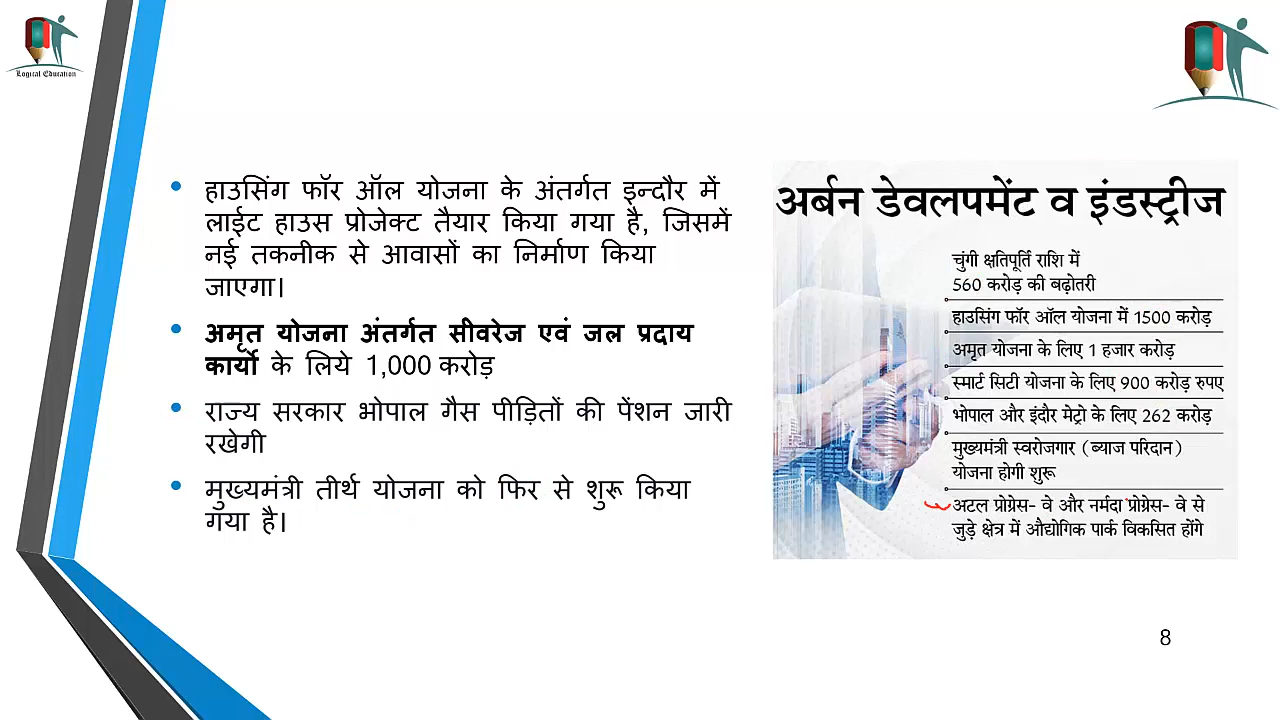 Logical Education
हाउसिंग फॉर ऑल योजना के अंतर्गत इन्दौर में
लाईट हाउस प्रोजेक्ट तैयार किया गया है, जिसमें
नई तकनीक से आवासों का निर्माण किया
जाएगा।
अमृत योजना अंतर्गत सीवरेज एवं जल प्रदाय
कार्यो के लिये 1,000 करोड़
राज्य सरकार भोपाल गैस पीड़ितों की पेंशन जारी
रखेगी
मुख्यमंत्री तीर्थ योजना को फिर से शुरू किया
गया है।
अर्बन डेवलपमेंट व इंडस्ट्रीज
चुंगी क्षतिपूर्ति राशि में
560 करोड़ की बढ़ोतरी
हाउसिंग फॉर ऑल योजना में 1500 करोड़
अमृत योजना के लिए 1 हजार करोड़
स्मार्ट सिटी योजना के लिए 900 करोड़ रुपए
भोपाल और इंदौर मेट्रो के लिए 262 करोड़
मुख्यमंत्री स्वरोजगार (ब्याज परिदान)
योजना होगी शुरू
अटल प्रोग्रेस- वे और नर्मदा प्रोग्रेस- वे से
जुड़े क्षेत्र में औद्योगिक पार्क विकसित होंगे
8